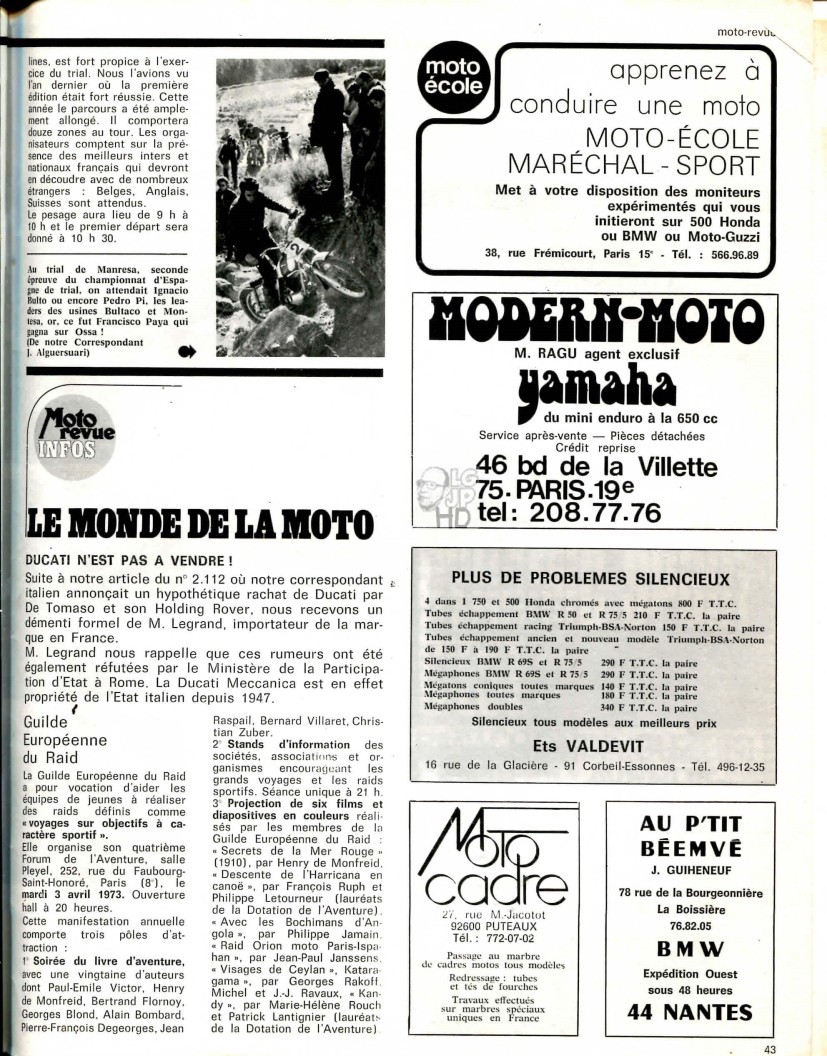 moto-revue
lines, est fort propice à l'exer-
cice du trial. Nous l'avions vu
l'an dernier où la première
édition était fort réussie. Cette
année le parcours a été ample-
ment allongé. Il comportera
douze zones au tour. Les orga-
nisateurs comptent sur la pré-
sence des meilleurs inters et
nationaux français qui devront
en découdre avec de nombreux
étrangers : Belges, Anglais,
Suisses sont attendus.
Le pesage aura lieu de 9 h à
10 h et le premier départ sera
donné à 10 h 30.
Au trial de Manresa, seconde
épreuve du championnat d'Espa-
gne de trial, on attendait Ignacio
Bulto ou encore Pedro Pi, les lea-
ders des usines Bultaco et Mon-
tesa, or, ce fut Francisco Paya qui
gagna sur Ossa !
(De notre Correspondant
J. Alguersuari)
Moto
revue
INFOS
LE MONDE DE LA MOTO
DUCATI N'EST PAS A VENDRE !
Suite à notre article du n° 2.112 où notre correspondant
italien annonçait un hypothétique rachat de Ducati par
De Tomaso et son Holding Rover, nous recevons un
démenti formel de M. Legrand, importateur de la mar-
que en France.
M. Legrand nous rappelle que ces rumeurs ont été
également réfutées par le Ministère de la Participa-
tion d'Etat à Rome. La Ducati Meccanica est en effet
propriété de l'Etat italien depuis 1947.
Guilde
Européenne
du Raid
La Guilde Européenne du Raid
a pour vocation d'aider les
équipes de jeunes à réaliser
des raids définis comme
« voyages sur objectifs à ca-
ractère sportif ».
Elle organise son quatrième
Forum de l'Aventure, salle
Pleyel, 252, rue du Faubourg-
Saint-Honoré, Paris (8°), le
mardi 3 avril 1973. Ouverture
hall à 20 heures.
Cette manifestation annuelle
comporte trois pôles d'at-
traction :
1° Soirée du livre d'aventure,
avec une vingtaine d'auteurs
dont Paul-Emile Victor, Henry
de Monfreid, Bertrand Flornoy,
Georges Blond, Alain Bombard,
Pierre-François Degeorges, Jean
Raspail, Bernard Villaret, Chris-
tian Zuber.
2° Stands d'information des
sociétés, associations et or-
ganismes encourageant les
grands voyages et les raids
sportifs. Séance unique à 21 h.
3° Projection de six films et
diapositives en couleurs réali-
sés par les membres de la
Guilde Européenne du Raid :
« Secrets de la Mer Rouge »
(1910), par Henry de Monfreid,
« Descente de l'Harricana en
canoë », par François Ruph et
Philippe Letourneur (lauréats
de la Dotation de l'Aventure).
« Avec les Bochimans d'An-
gola », par Philippe Jamain.
« Raid Orion moto Paris-Ispa-
han », par Jean-Paul Janssens.
« Visages de Ceylan », Katara-
gama », par Georges Rakoff.
Michel et J.-J. Ravaux, « Kan-
dy », par Marie-Hélène Rouch
et Patrick Lantignier (lauréats
de la Dotation de l'Aventure)
moto
école
apprenez à
conduire une moto
MOTO-ÉCOLE
MARÉCHAL - SPORT
Met à votre disposition des moniteurs
expérimentés qui vous
initieront sur 500 Honda
ou BMW ou Moto-Guzzi
38, rue Frémicourt, Paris 15° - Tél. : 566.96.89
MODERN-MOTO
M. RAGU agent exclusif
yamaha
du mini enduro à la 650 cc
Service après-vente — Pièces détachées
Crédit reprise
46 bd de la Villette
75. PARIS.19e
tel: 208.77.76
LG
JP
HD
PLUS DE PROBLEMES SILENCIEUX
4 dans 1 750 et 500 Honda chromés avec mégatons 800 F T.T.C.
Tubes échappement BMW R 50 et R 75/5 210 F T.T.C. la paire
Tubes échappement racing Triumph-BSA-Norton 150 F T.T.C. la paire
Tubes échappement ancien et nouveau modèle Triumph-BSA-Norton
de 150 F à 190 F T.T.C. la paire
Silencieux BMW R 69S et R 75/5 290 F T.T.C. la paire
Mégaphones BMW R 69S et R 75/5 290 F T.T.C. la paire
Mégatons coniques toutes marques 140 F T.T.C. la paire
Mégaphones toutes marques 180 F T.T.C. la paire
Mégaphones doubles 340 F T.T.C. la paire
Silencieux tous modèles aux meilleurs prix
Ets VALDEVIT
16 rue de la Glacière - 91 Corbeil-Essonnes - Tél. 496-12-35
Moto
cadre
27, rue M.-Jacotot
92600 PUTEAUX
Tél. : 772-07-02
Passage au marbre
de cadres motos tous modèles
Redressage : tubes
et tés de fourches
Travaux effectués
sur marbres spéciaux
uniques en France
AU P'TIT
BÉEMVÉ
J. GUIHENEUF
78 rue de la Bourgeonnière
La Boissière
76.82.05
BMW
Expédition Ouest
sous 48 heures
44 NANTES
43